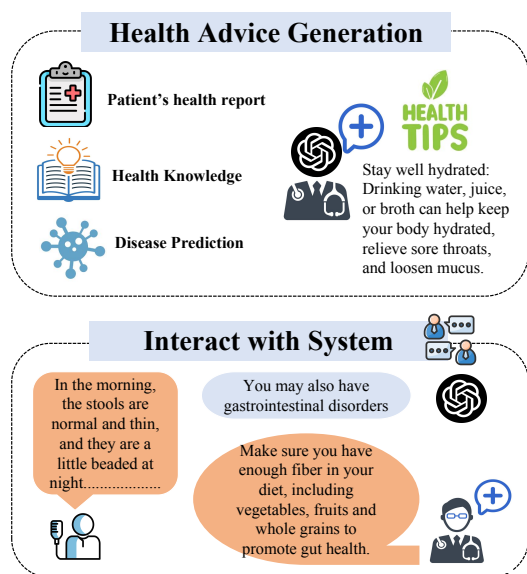 Health Advice Generation
Patient's health report
Health Knowledge
Disease Prediction
HEALTH
TIPS
Stay well hydrated:
Drinking water, juice,
or broth can help keep
your body hydrated,
relieve sore throats,
and loosen mucus.
Interact with System
In the morning,
the stools are
normal and thin,
and they are a
little beaded at
night...................
You may also have
gastrointestinal disorders
Make sure you have
enough fiber in your
diet, including
vegetables, fruits and
whole grains to
promote gut health.